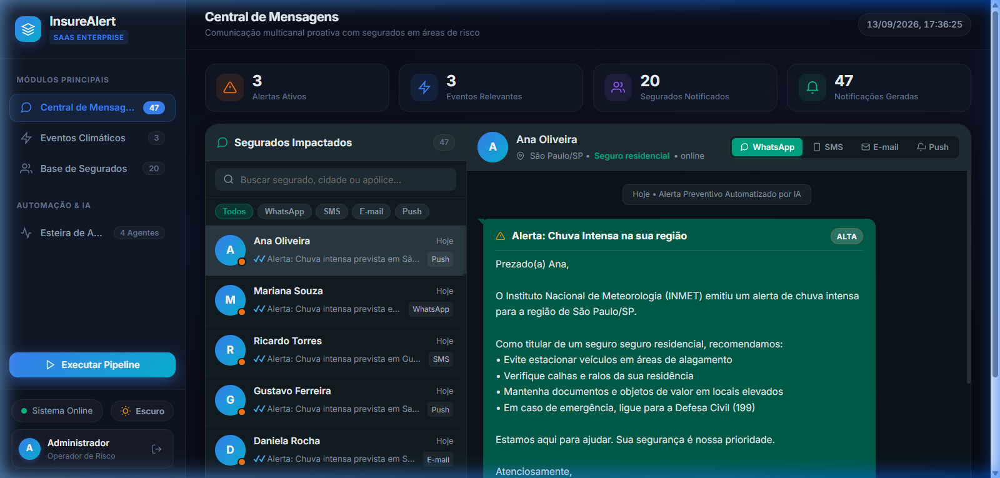 InsureAlert
SAAS ENTERPRISE
MÓDULOS PRINCIPAIS
Central de Mensag... 47
Eventos Climáticos 3
Base de Segurados 20
AUTOMAÇÃO & IA
Esteira de A... 4 Agentes
Executar Pipeline
Sistema Online
Escuro
A
Administrador
Operador de Risco
Central de Mensagens
Comunicação multicanal proativa com segurados em áreas de risco
13/09/2026, 17:36:25
3
Alertas Ativos
3
Eventos Relevantes
20
Segurados Notificados
47
Notificações Geradas
Segurados Impactados 47
Buscar segurado, cidade ou apólice...
Todos WhatsApp SMS E-mail Push
A
Ana Oliveira Hoje
✓✓ Alerta: Chuva intensa prevista em Sã... Push
M
Mariana Souza Hoje
✓✓ Alerta: Chuva intensa prevista e... WhatsApp
R
Ricardo Torres Hoje
✓✓ Alerta: Chuva intensa prevista em Gu... SMS
G
Gustavo Ferreira Hoje
✓✓ Alerta: Chuva intensa prevista em Sa... Push
D
Daniela Rocha Hoje
✓✓ Alerta: Chuva intensa prevista em S... E-mail
A
Ana Oliveira
São Paulo/SP • Seguro residencial • online
WhatsApp SMS E-mail Push
Hoje • Alerta Preventivo Automatizado por IA
Alerta: Chuva Intensa na sua região ALTA
Prezado(a) Ana,
O Instituto Nacional de Meteorologia (INMET) emitiu um alerta de chuva intensa
para a região de São Paulo/SP.
Como titular de um seguro seguro residencial, recomendamos:
• Evite estacionar veículos em áreas de alagamento
• Verifique calhas e ralos da sua residência
• Mantenha documentos e objetos de valor em locais elevados
• Em caso de emergência, ligue para a Defesa Civil (199)
Estamos aqui para ajudar. Sua segurança é nossa prioridade.
Atenciosamente,